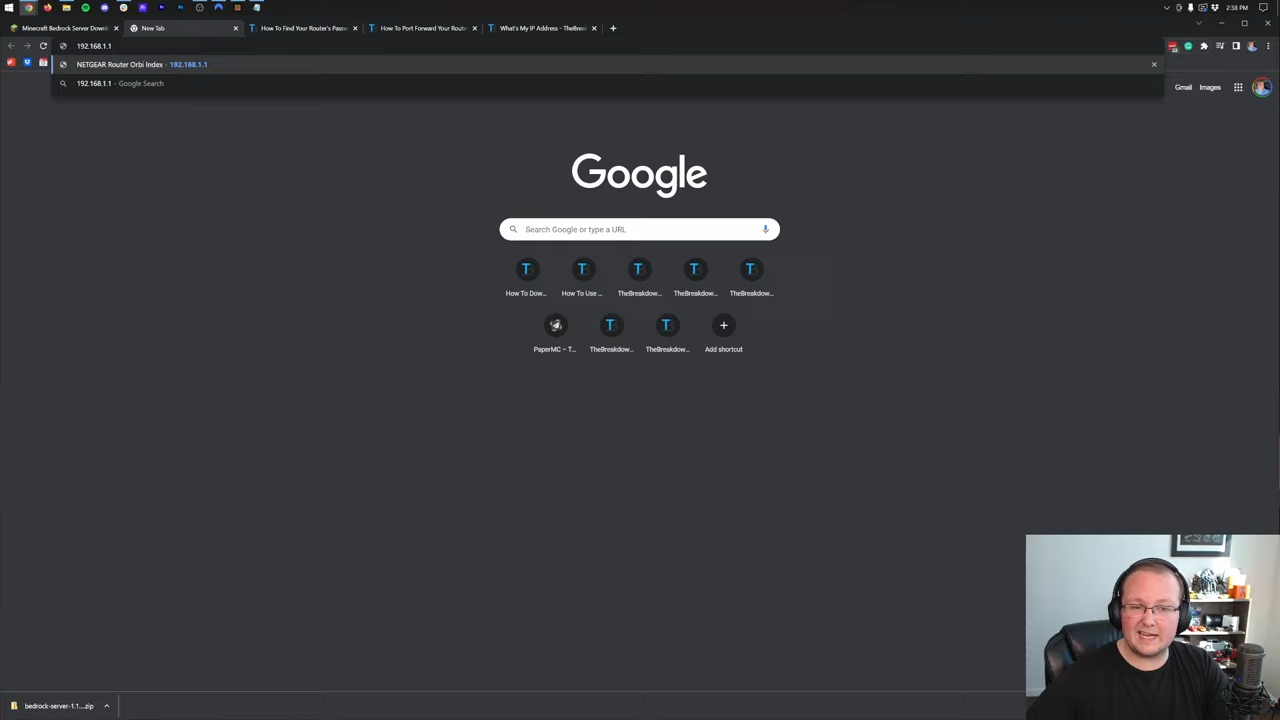 2:38 PM
Minecraft Bedrock Server Downl
New Tab
How To Find Your Router's Passw
How To Port Forward Your Route
What's My IP Address - TheBreak
192.168.1.1
NETGEAR Router Orbi Index - 192.168.1.1
192.168.1.1 - Google Search
Gmail Images
Google
Search Google or type a URL
How To Dow... How To Use ... TheBreakdow... TheBreakdow... TheBreakdow...
PaperMC – T... TheBreakdow... TheBreakdow... Add shortcut
bedrock-server-1.1....zip